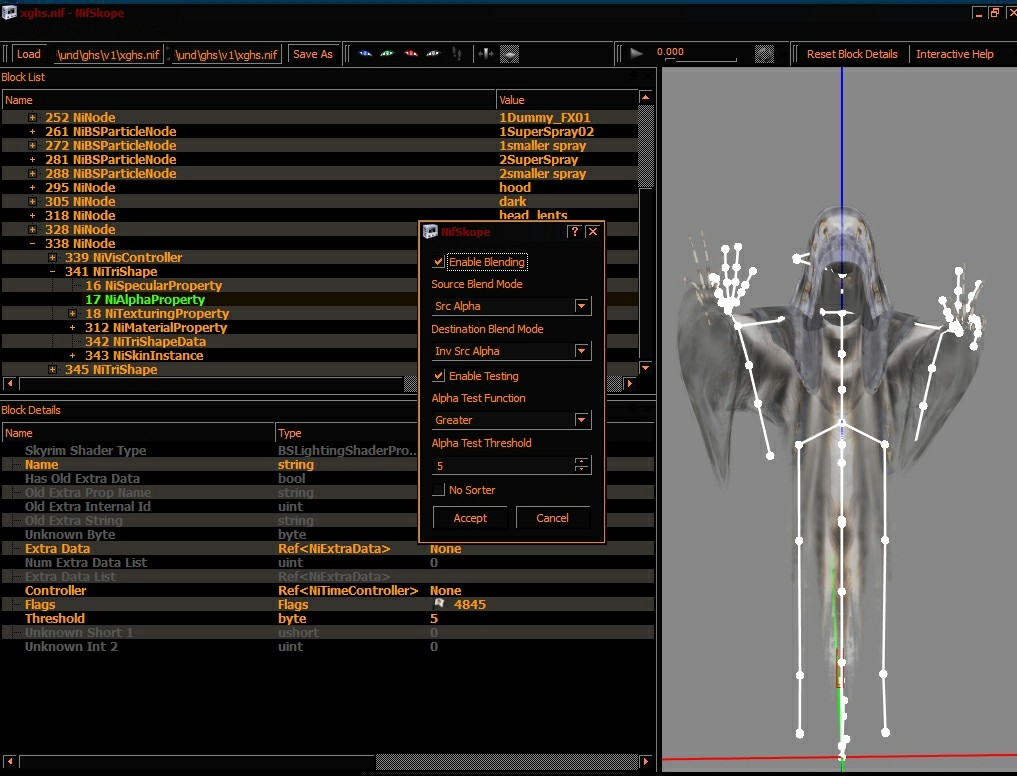 xghs.nif - NifSkope
Load \und\ghs\v1\xghs.nif \und\ghs\v1\xghs.nif Save As 0.000 Reset Block Details Interactive Help
Block List
Name Value
252 NiNode 1Dummy_FX01
261 NiBSParticleNode 1SuperSpray02
272 NiBSParticleNode 1smaller spray
281 NiBSParticleNode 2SuperSpray
288 NiBSParticleNode 2smaller spray
295 NiNode hood
305 NiNode dark
318 NiNode head_lents
328 NiNode
338 NiNode
339 NiVisController
341 NiTriShape
16 NiSpecularProperty
17 NiAlphaProperty
18 NiTexturingProperty
312 NiMaterialProperty
342 NiTriShapeData
343 NiSkinInstance
345 NiTriShape
NifSkope ?
Enable Blending
Source Blend Mode
Src Alpha
Destination Blend Mode
Inv Src Alpha
Enable Testing
Alpha Test Function
Greater
Alpha Test Threshold
5
No Sorter
Accept Cancel
Block Details
Name Type
Skyrim Shader Type BSLightingShaderPro...
Name string
Has Old Extra Data bool
Old Extra Prop Name string
Old Extra Internal Id uint
Old Extra String string
Unknown Byte byte
Extra Data Ref<NiExtraData> None
Num Extra Data List uint 0
Extra Data List Ref<NiExtraData>
Controller Ref<NiTimeController> None
Flags Flags 4845
Threshold byte 5
Unknown Short 1 ushort 0
Unknown Int 2 uint 0